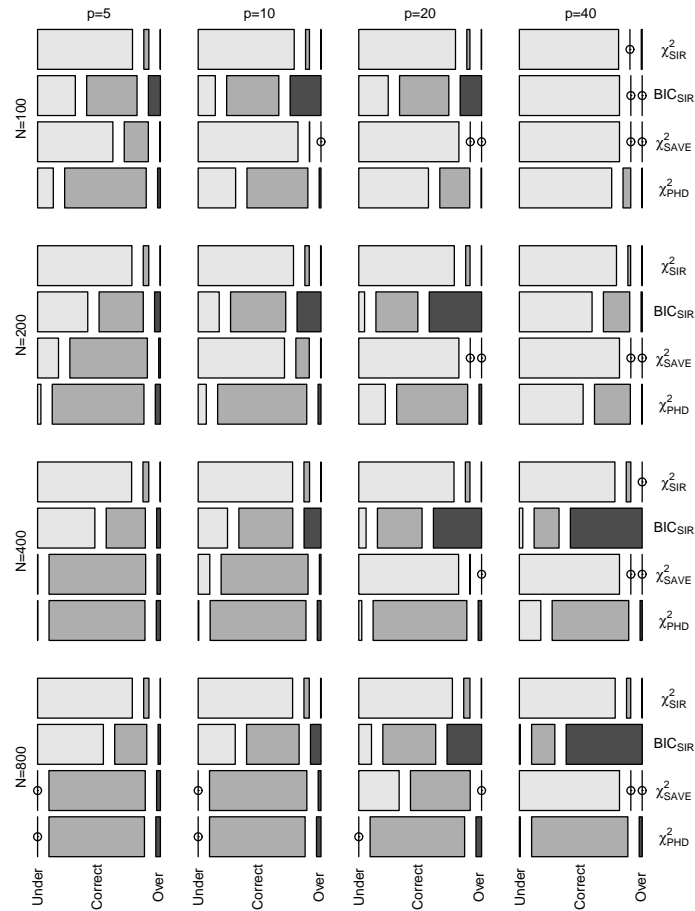 p=5 p=10 p=20 p=40
N=100
χ²SIR
BICSIR
χ²SAVE
χ²PHD
N=200
χ²SIR
BICSIR
χ²SAVE
χ²PHD
N=400
χ²SIR
BICSIR
χ²SAVE
χ²PHD
N=800
χ²SIR
BICSIR
χ²SAVE
χ²PHD
Under Correct Over Under Correct Over Under Correct Over Under Correct Over